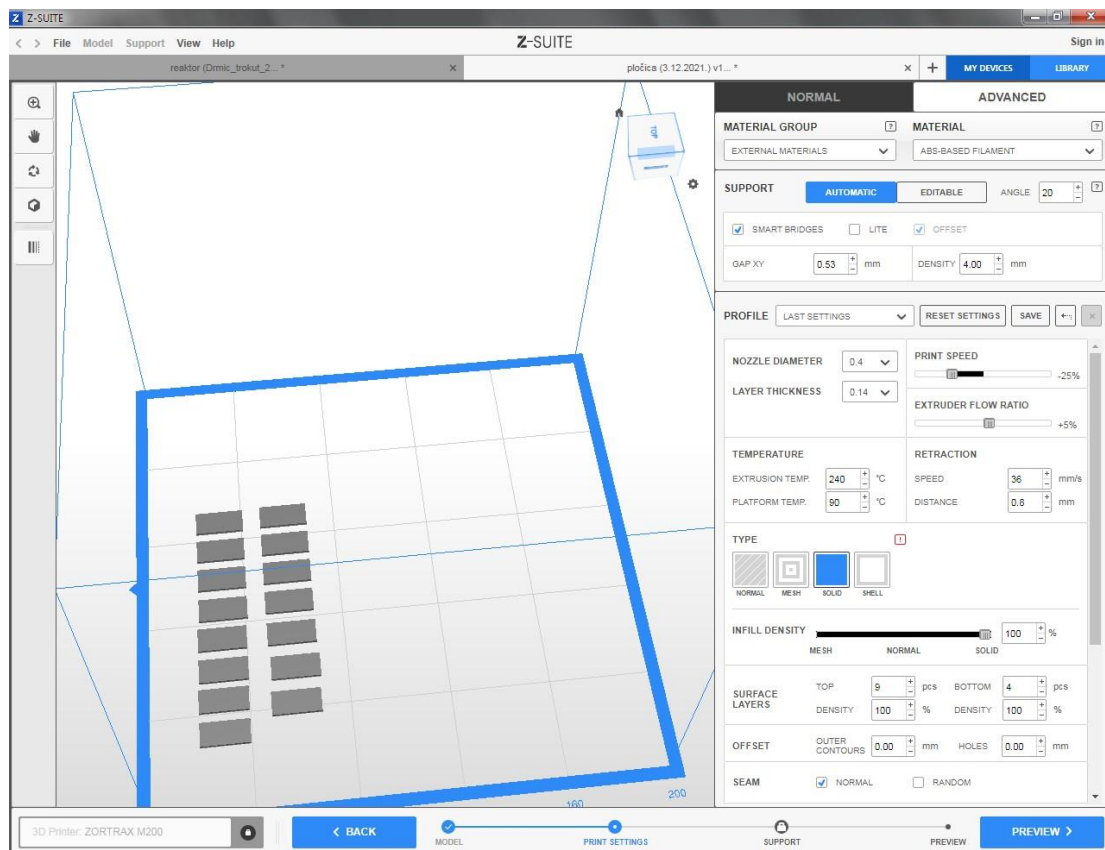 Z Z-SUITE
File Model Support View Help
Z-SUITE
Sign in
reaktor (Drmic_trokut_2... *
pločica (3.12.2021.) v1... *
MY DEVICES
LIBRARY
TOP
NORMAL
ADVANCED
MATERIAL GROUP ?
MATERIAL ?
EXTERNAL MATERIALS
ABS-BASED FILAMENT
SUPPORT AUTOMATIC EDITABLE ANGLE 20 ?
SMART BRIDGES LITE OFFSET
GAP XY 0.53 mm DENSITY 4.00 mm
PROFILE LAST SETTINGS RESET SETTINGS SAVE
NOZZLE DIAMETER 0.4
LAYER THICKNESS 0.14
PRINT SPEED
-25%
EXTRUDER FLOW RATIO
+5%
TEMPERATURE
EXTRUSION TEMP. 240 °C
PLATFORM TEMP. 90 °C
RETRACTION
SPEED 36 mm/s
DISTANCE 0.8 mm
TYPE !
NORMAL MESH SOLID SHELL
INFILL DENSITY 100 %
MESH NORMAL SOLID
SURFACE LAYERS
TOP 9 pcs BOTTOM 4 pcs
DENSITY 100 % DENSITY 100 %
OFFSET OUTER CONTOURS 0.00 mm HOLES 0.00 mm
SEAM NORMAL RANDOM
160
200
3D Printer: ZORTRAX M200
< BACK
MODEL
PRINT SETTINGS
SUPPORT
PREVIEW
PREVIEW >